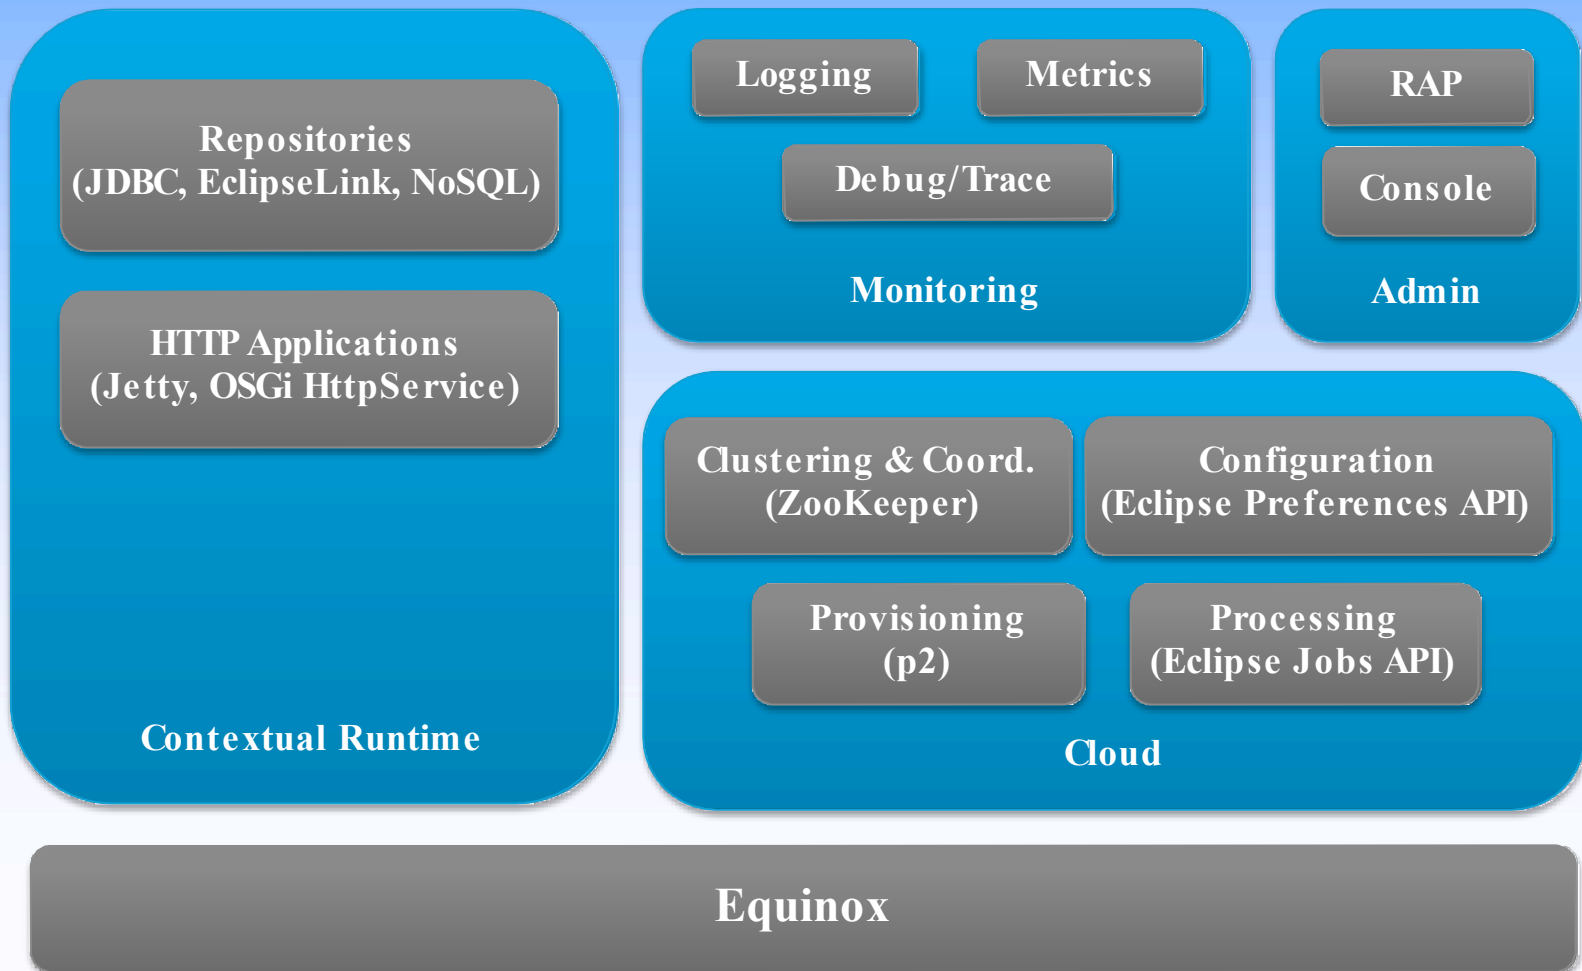 Repositories
(JDBC, EclipseLink, NoSQL)
HTTP Applications
(Jetty, OSGi HttpService)
Contextual Runtime
Logging
Metrics
Debug/Trace
Monitoring
RAP
Console
Admin
Clustering & Coord.
(ZooKeeper)
Configuration
(Eclipse Preferences API)
Provisioning
(p2)
Processing
(Eclipse Jobs API)
Cloud
Equinox